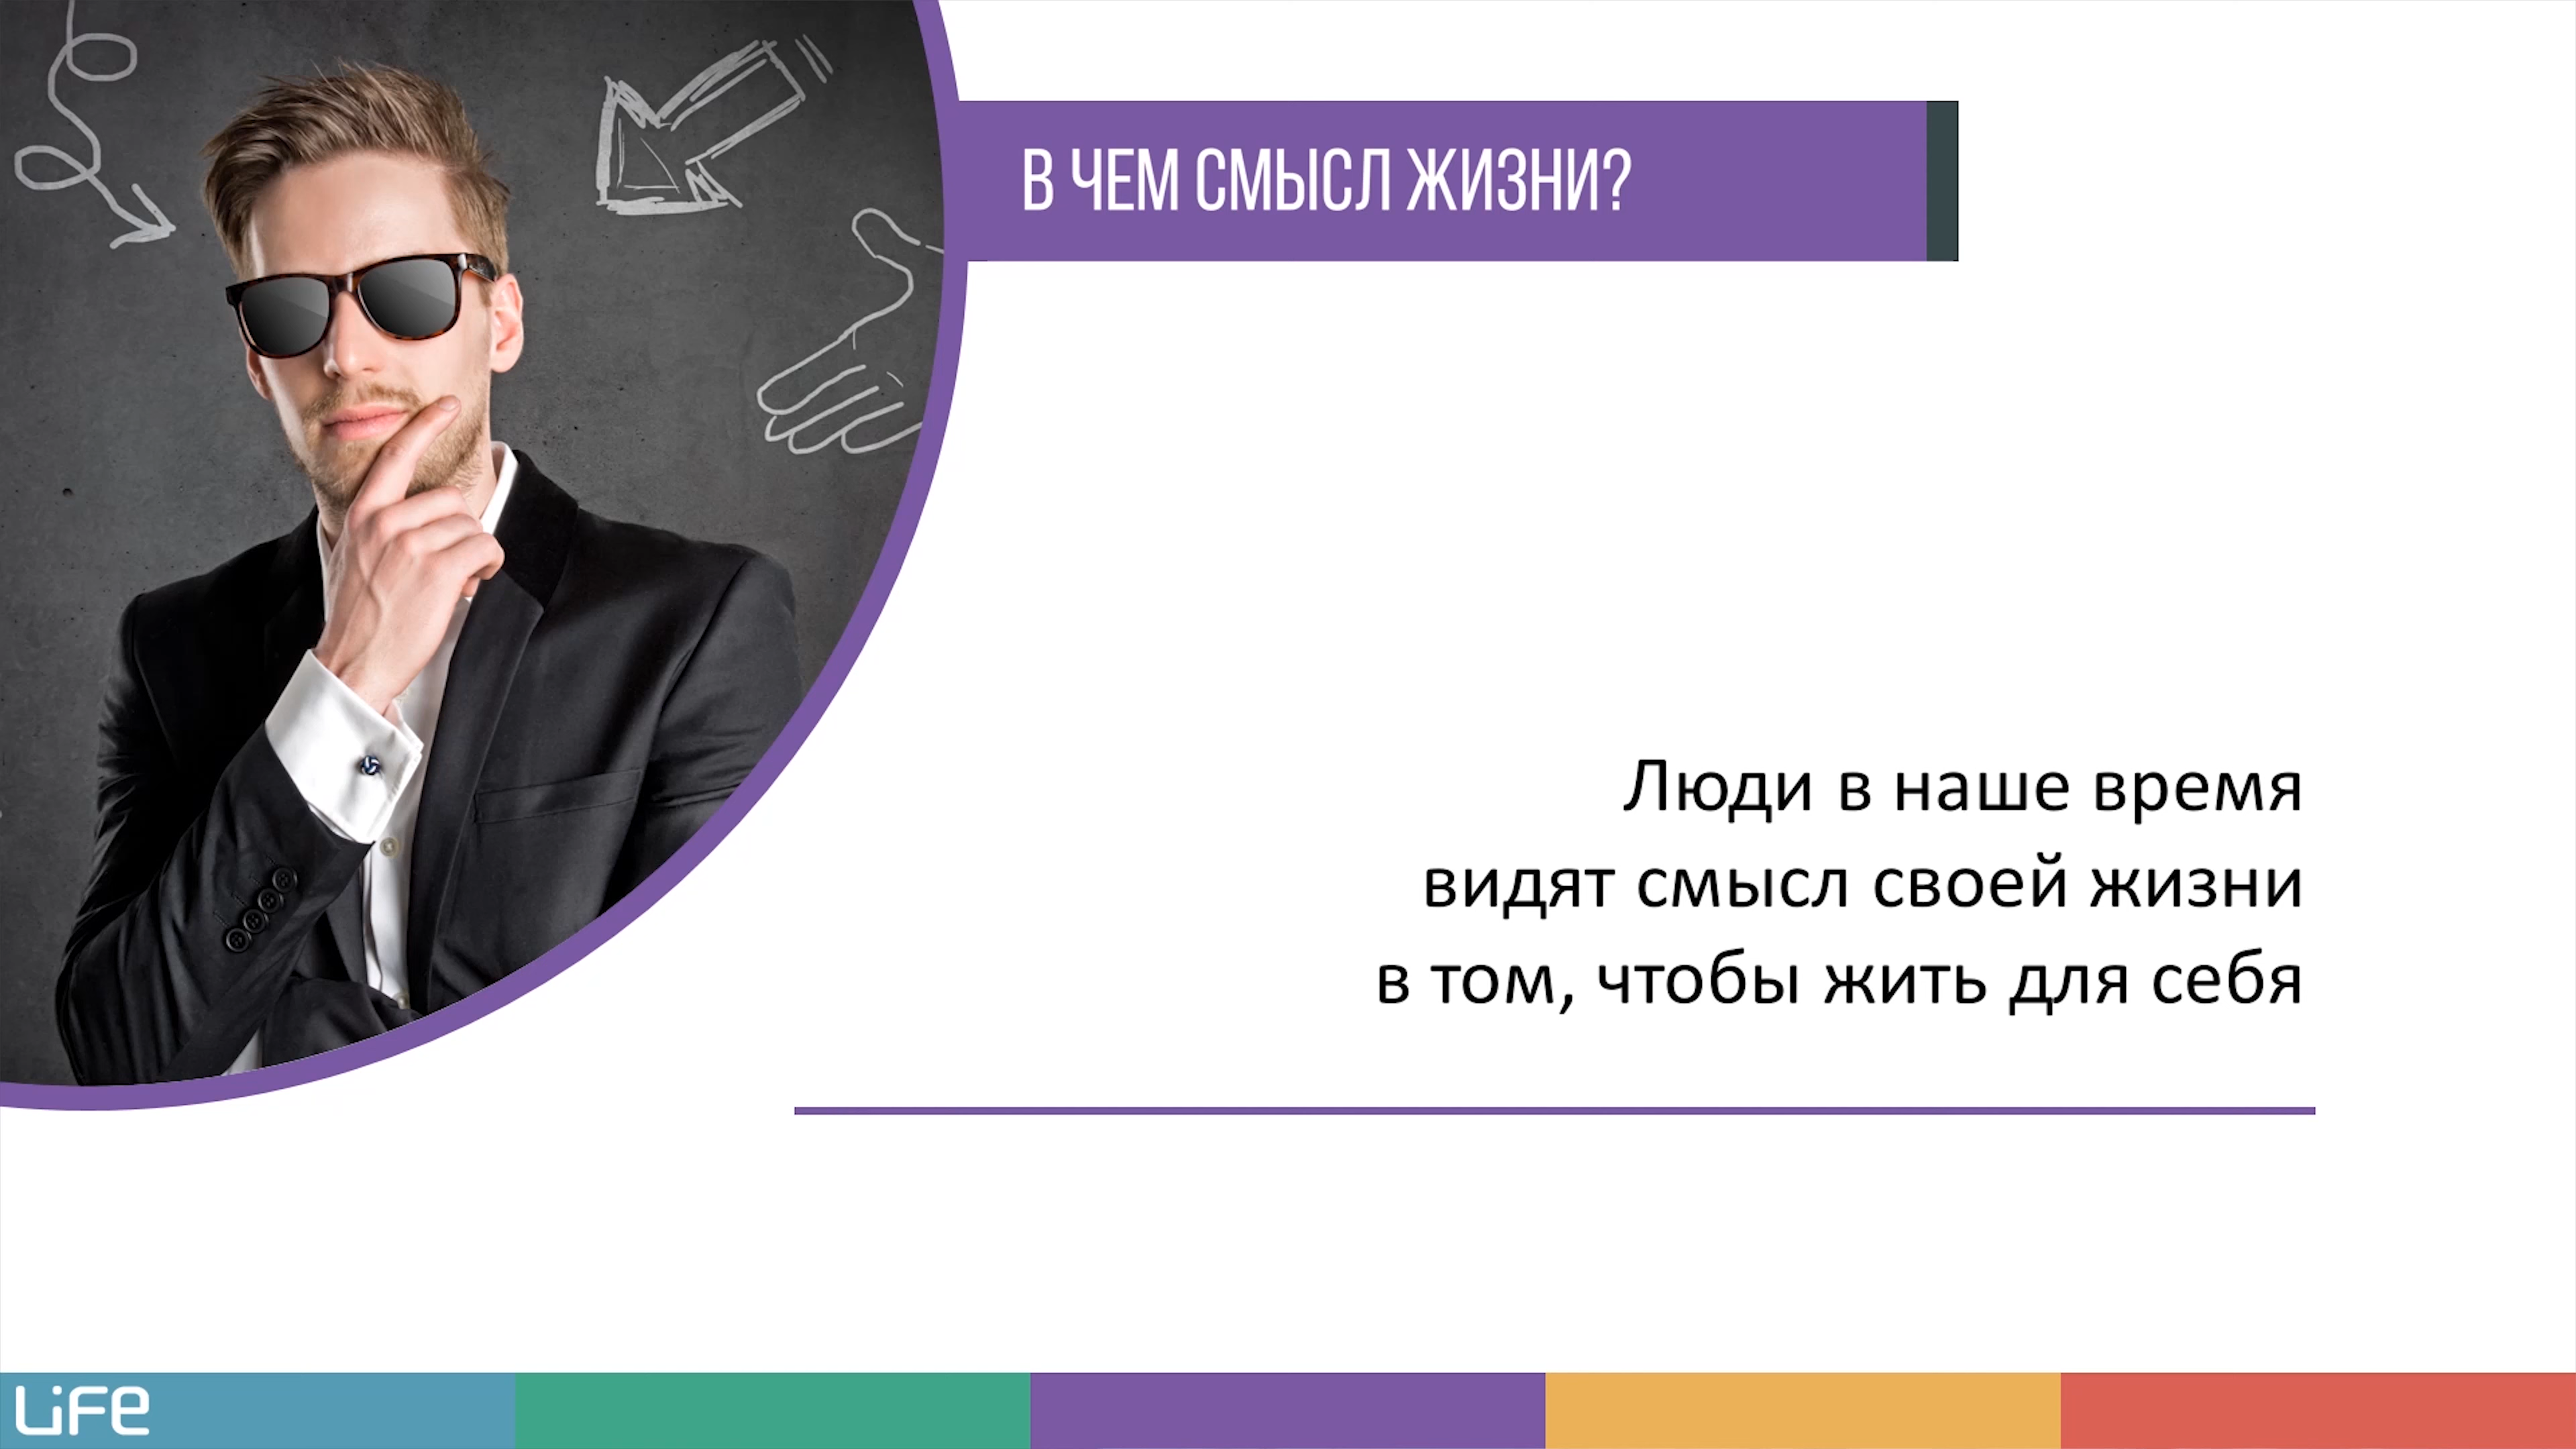 В ЧЕМ СМЫСЛ ЖИЗНИ?
Люди в наше время
видят смысл своей жизни
в том, чтобы жить для себя
LiFe